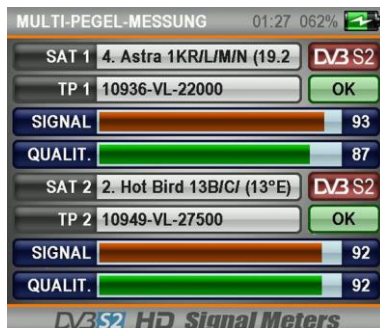 MULTI-PEGEL-MESSUNG 01:27 062%
SAT 1 4. Astra 1KR/L/M/N (19.2 DVB S2
TP 1 10936-VL-22000 OK
SIGNAL 93
QUALIT. 87
SAT 2 2. Hot Bird 13B/C/ (13°E) DVB S2
TP 2 10949-VL-27500 OK
SIGNAL 92
QUALIT. 92
DVB S2 HD Signal Meters